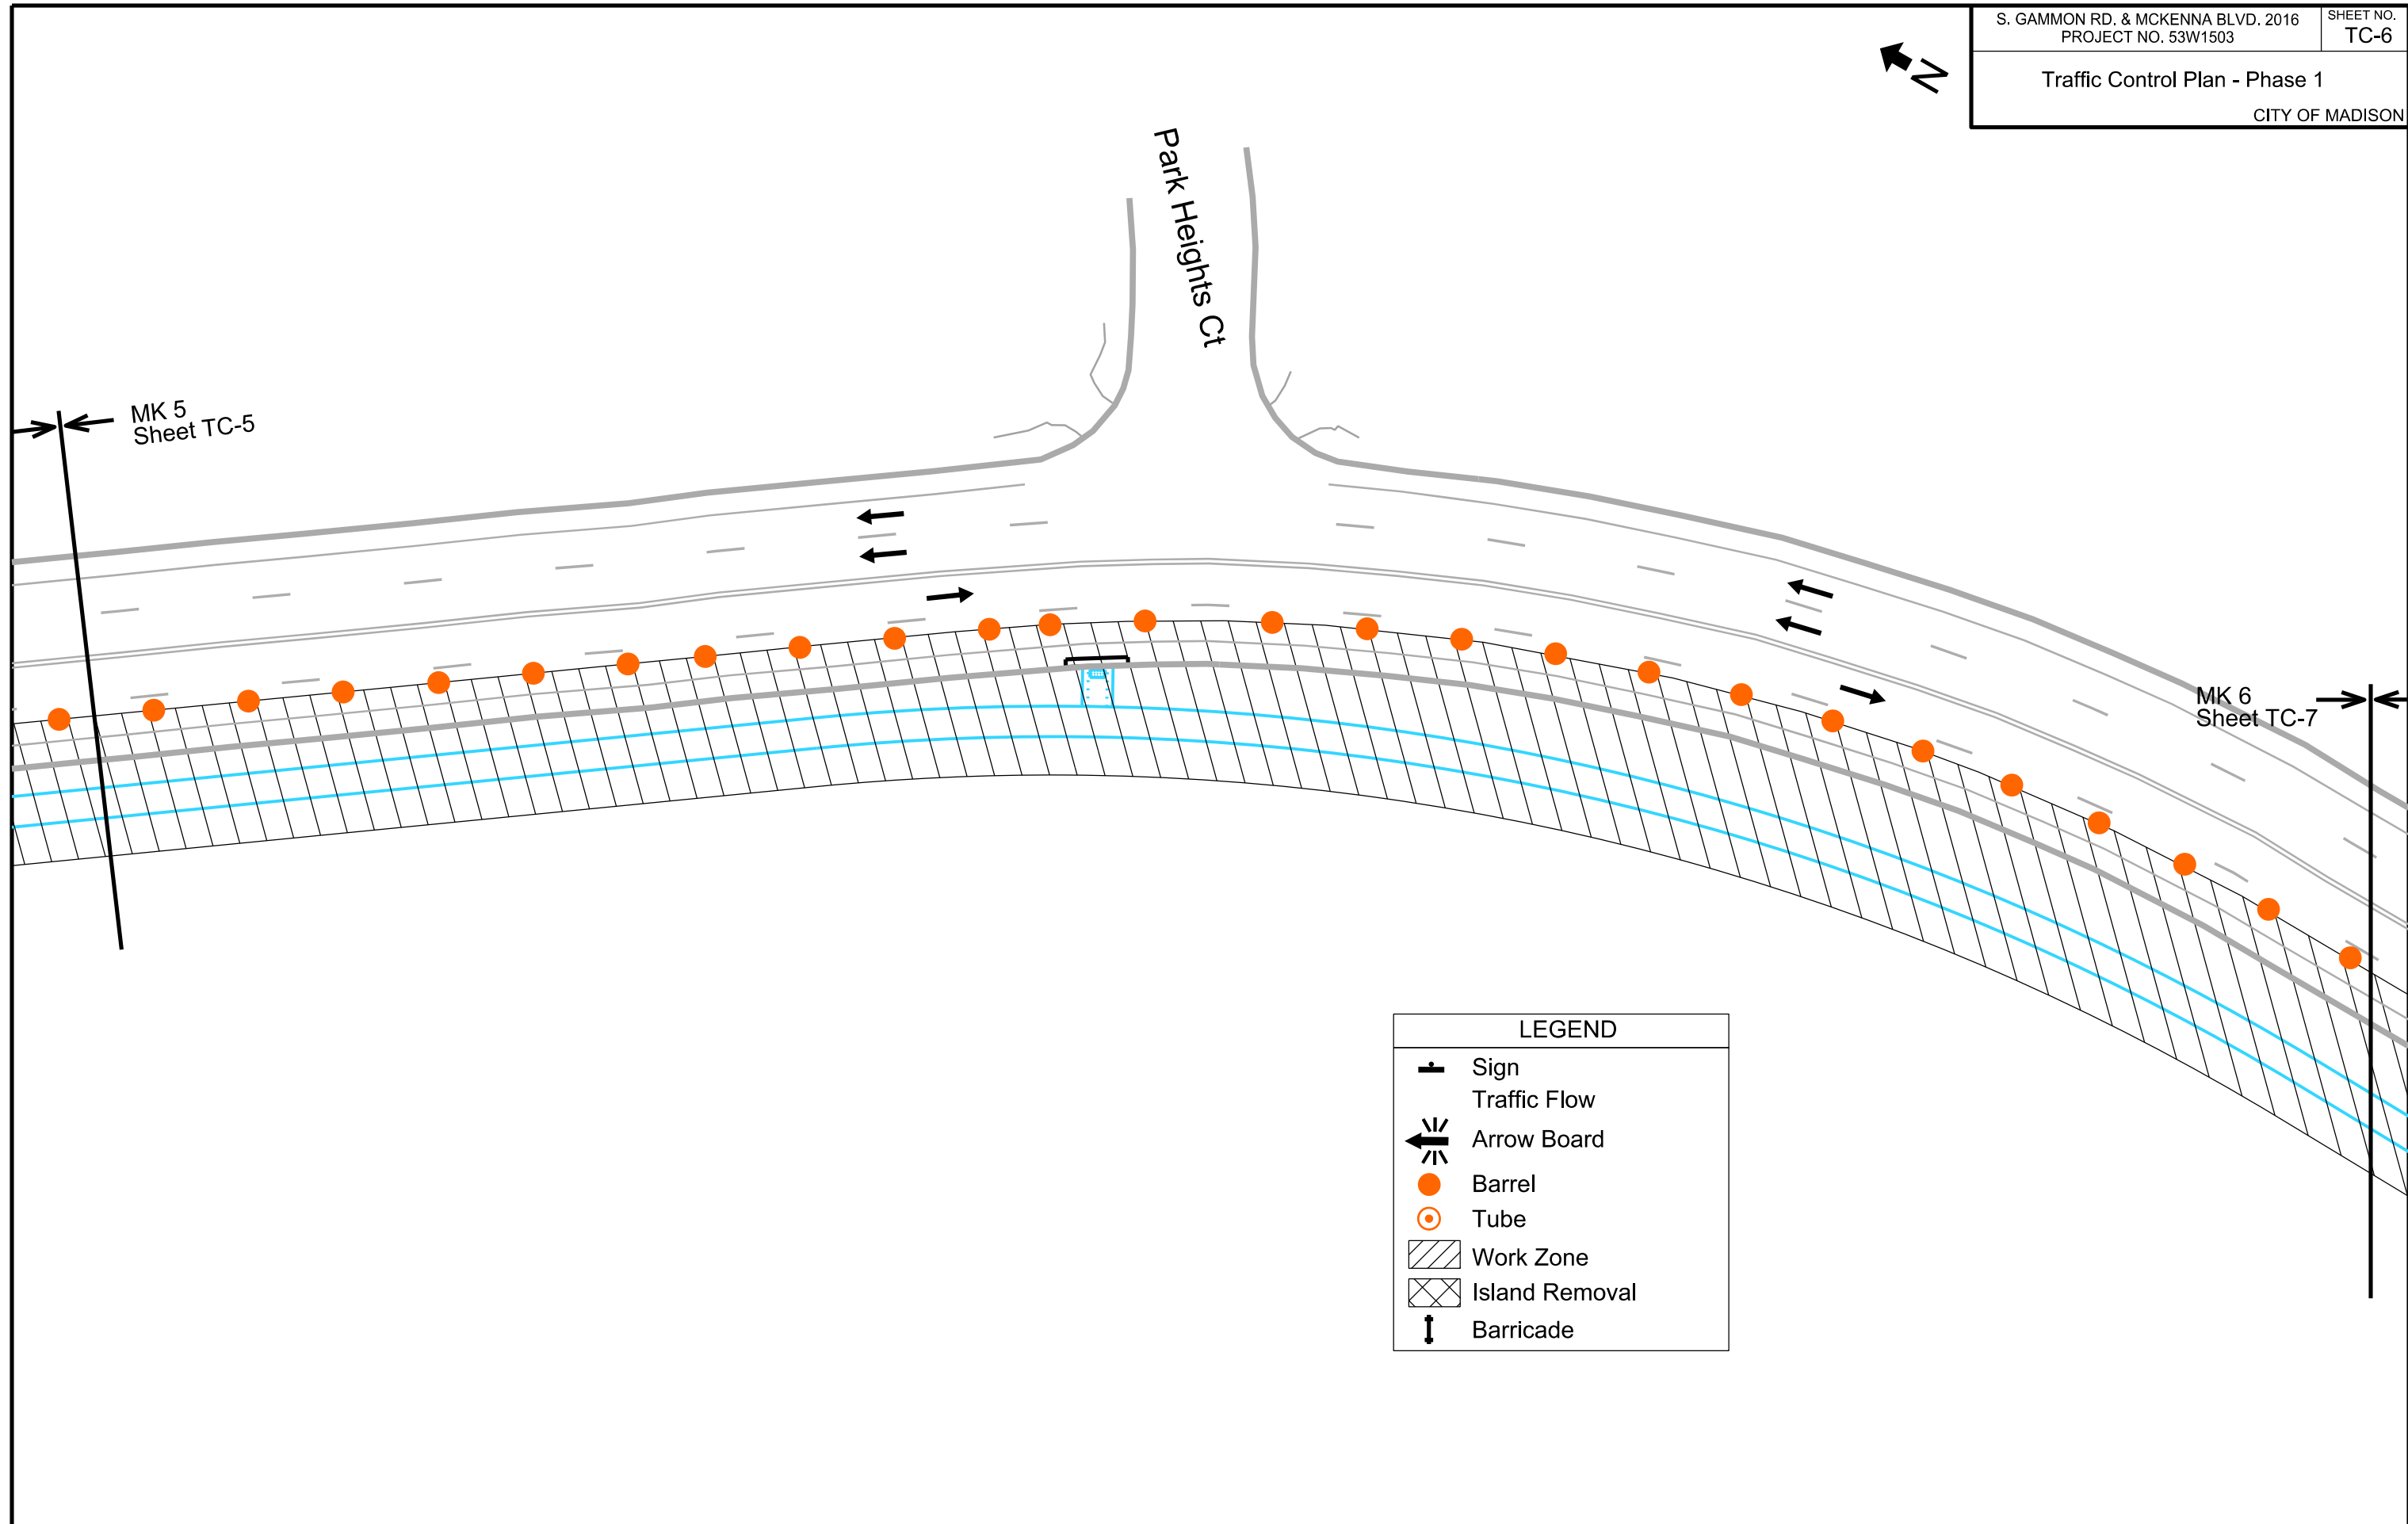 S. GAMMON RD. & MCKENNA BLVD. 2016
PROJECT NO. 53W1503
SHEET NO.
TC-6
Traffic Control Plan - Phase 1
CITY OF MADISON
N
Park Heights Ct
MK 5
Sheet TC-5
MK 6
Sheet TC-7
LEGEND
Sign
Traffic Flow
Arrow Board
Barrel
Tube
Work Zone
Island Removal
Barricade